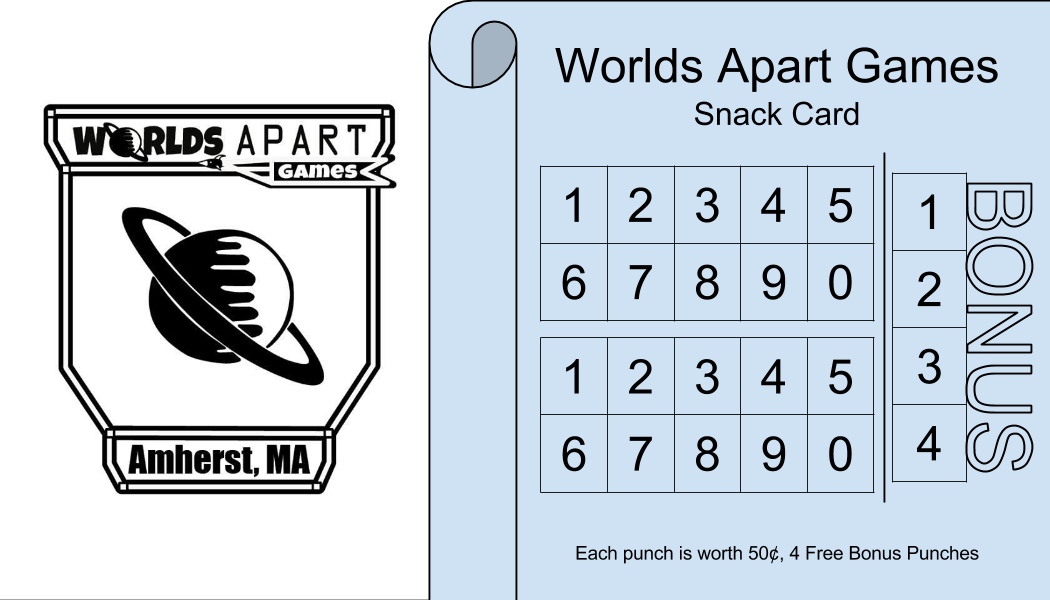 WORLDS APART
GAMES
Amherst, MA
Worlds Apart Games
Snack Card
1 2 3 4 5
6 7 8 9 0
1 2 3 4 5
6 7 8 9 0
1
2
3
4
BONUS
Each punch is worth 50¢, 4 Free Bonus Punches